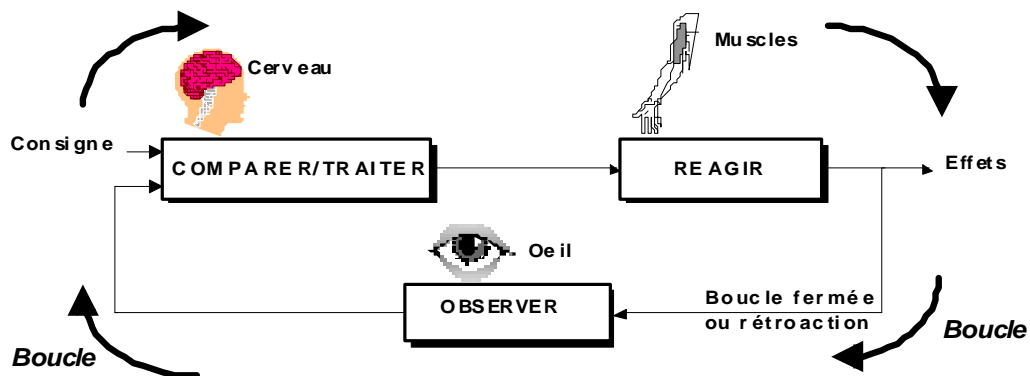 Muscles
Cerveau
Consigne
COMPARER/TRAITER
REAGIR
Effets
Oeil
OBSERVER
Boucle fermée
ou rétroaction
Boucle
Boucle